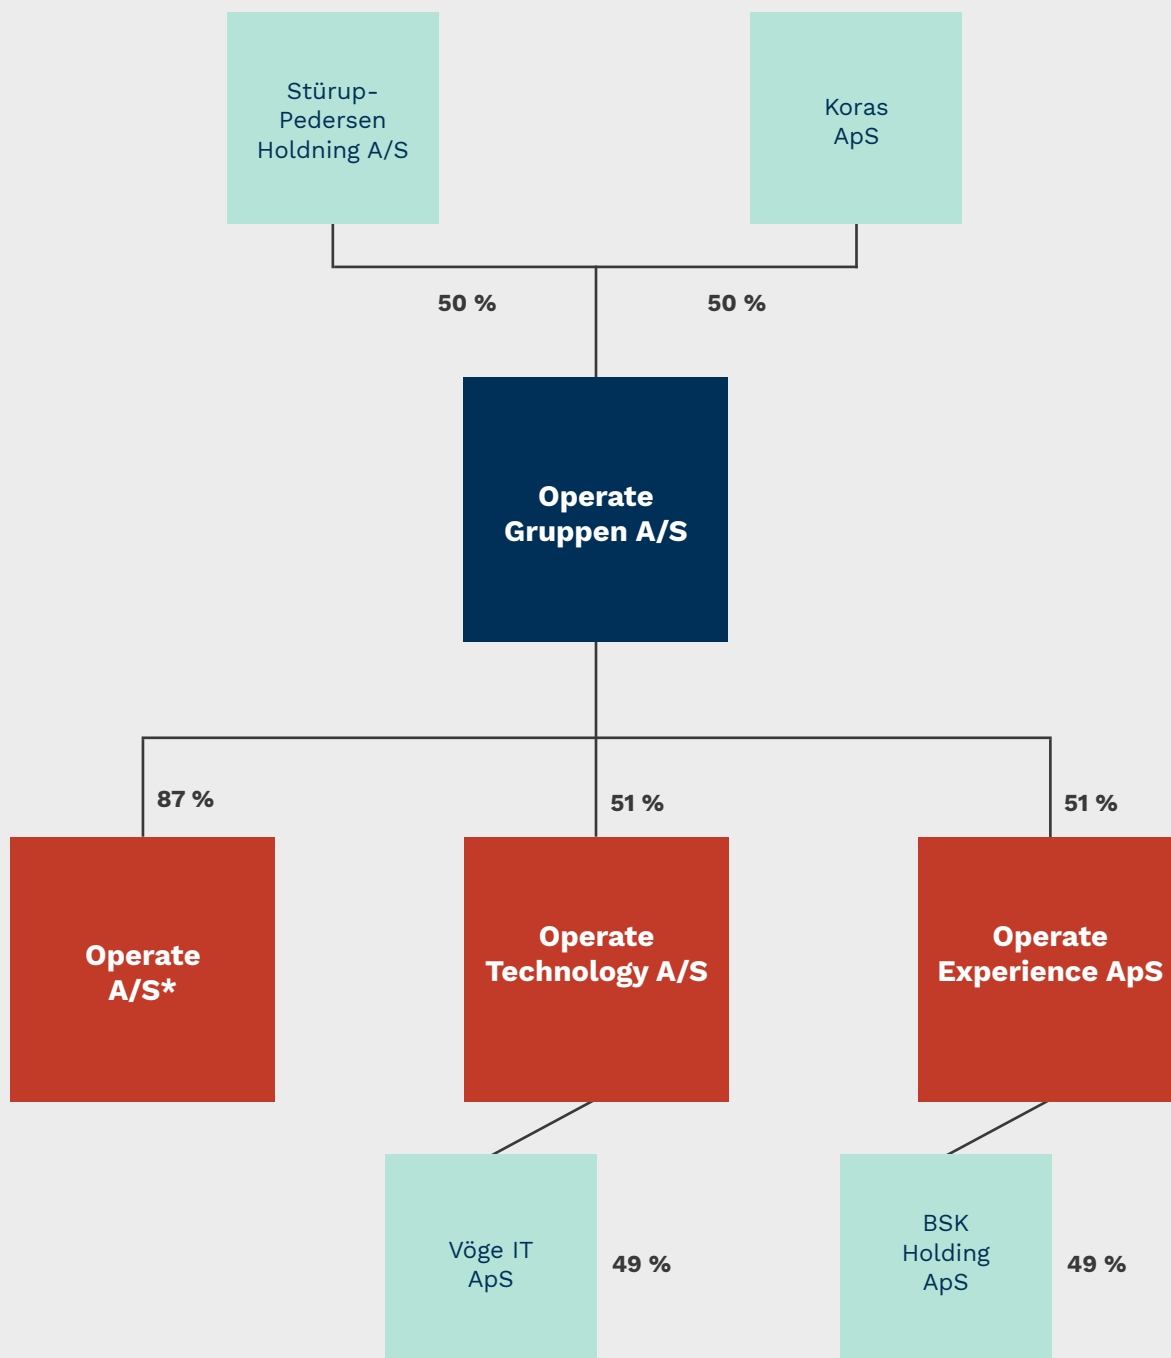 Stürup-
Pedersen
Holdning A/S
Koras
ApS
50 %
50 %
Operate
Gruppen A/S
87 %
51 %
51 %
Operate
A/S*
Operate
Technology A/S
Operate
Experience ApS
Vöge IT
ApS
49 %
BSK
Holding
ApS
49 %